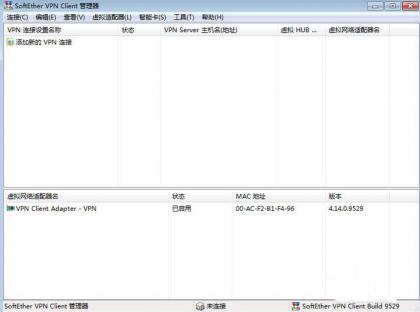 SoftEther VPN Client 管理器
连接(C) 编辑(E) 查看(V) 虚拟适配器(L) 智能卡(S) 工具(T) 帮助(H)
VPN 连接设置名称 状态 VPN Server 主机名(地址) 虚拟 HUB ... 虚拟网络适配器名
添加新的 VPN 连接
虚拟网络适配器名 状态 MAC 地址 版本
VPN Client Adapter - VPN 已启用 00-AC-F2-B1-F4-96 4.14.0.9529
SoftEther VPN Client 管理器 未连接 SoftEther VPN Client Build 9529